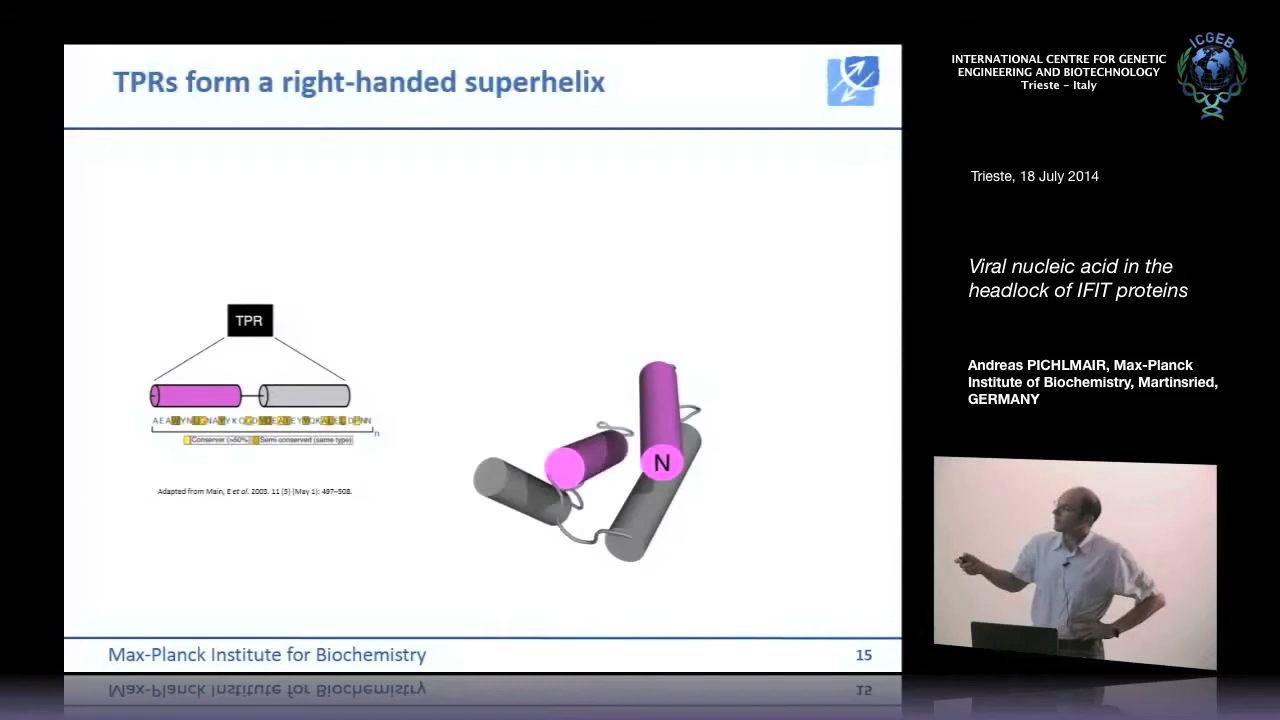 TPRs form a right-handed superhelix
TPR
Conserver (>50%) Semi-conserved (same type)
n
Adapted from Main, E et al. 2003. 11 (5) (May 1): 497–508.
N
Max-Planck Institute for Biochemistry
15
ICGEB
INTERNATIONAL CENTRE FOR GENETIC
ENGINEERING AND BIOTECHNOLOGY
Trieste – Italy
Trieste, 18 July 2014
Viral nucleic acid in the
headlock of IFIT proteins
Andreas PICHLMAIR, Max-Planck
Institute of Biochemistry, Martinsried,
GERMANY